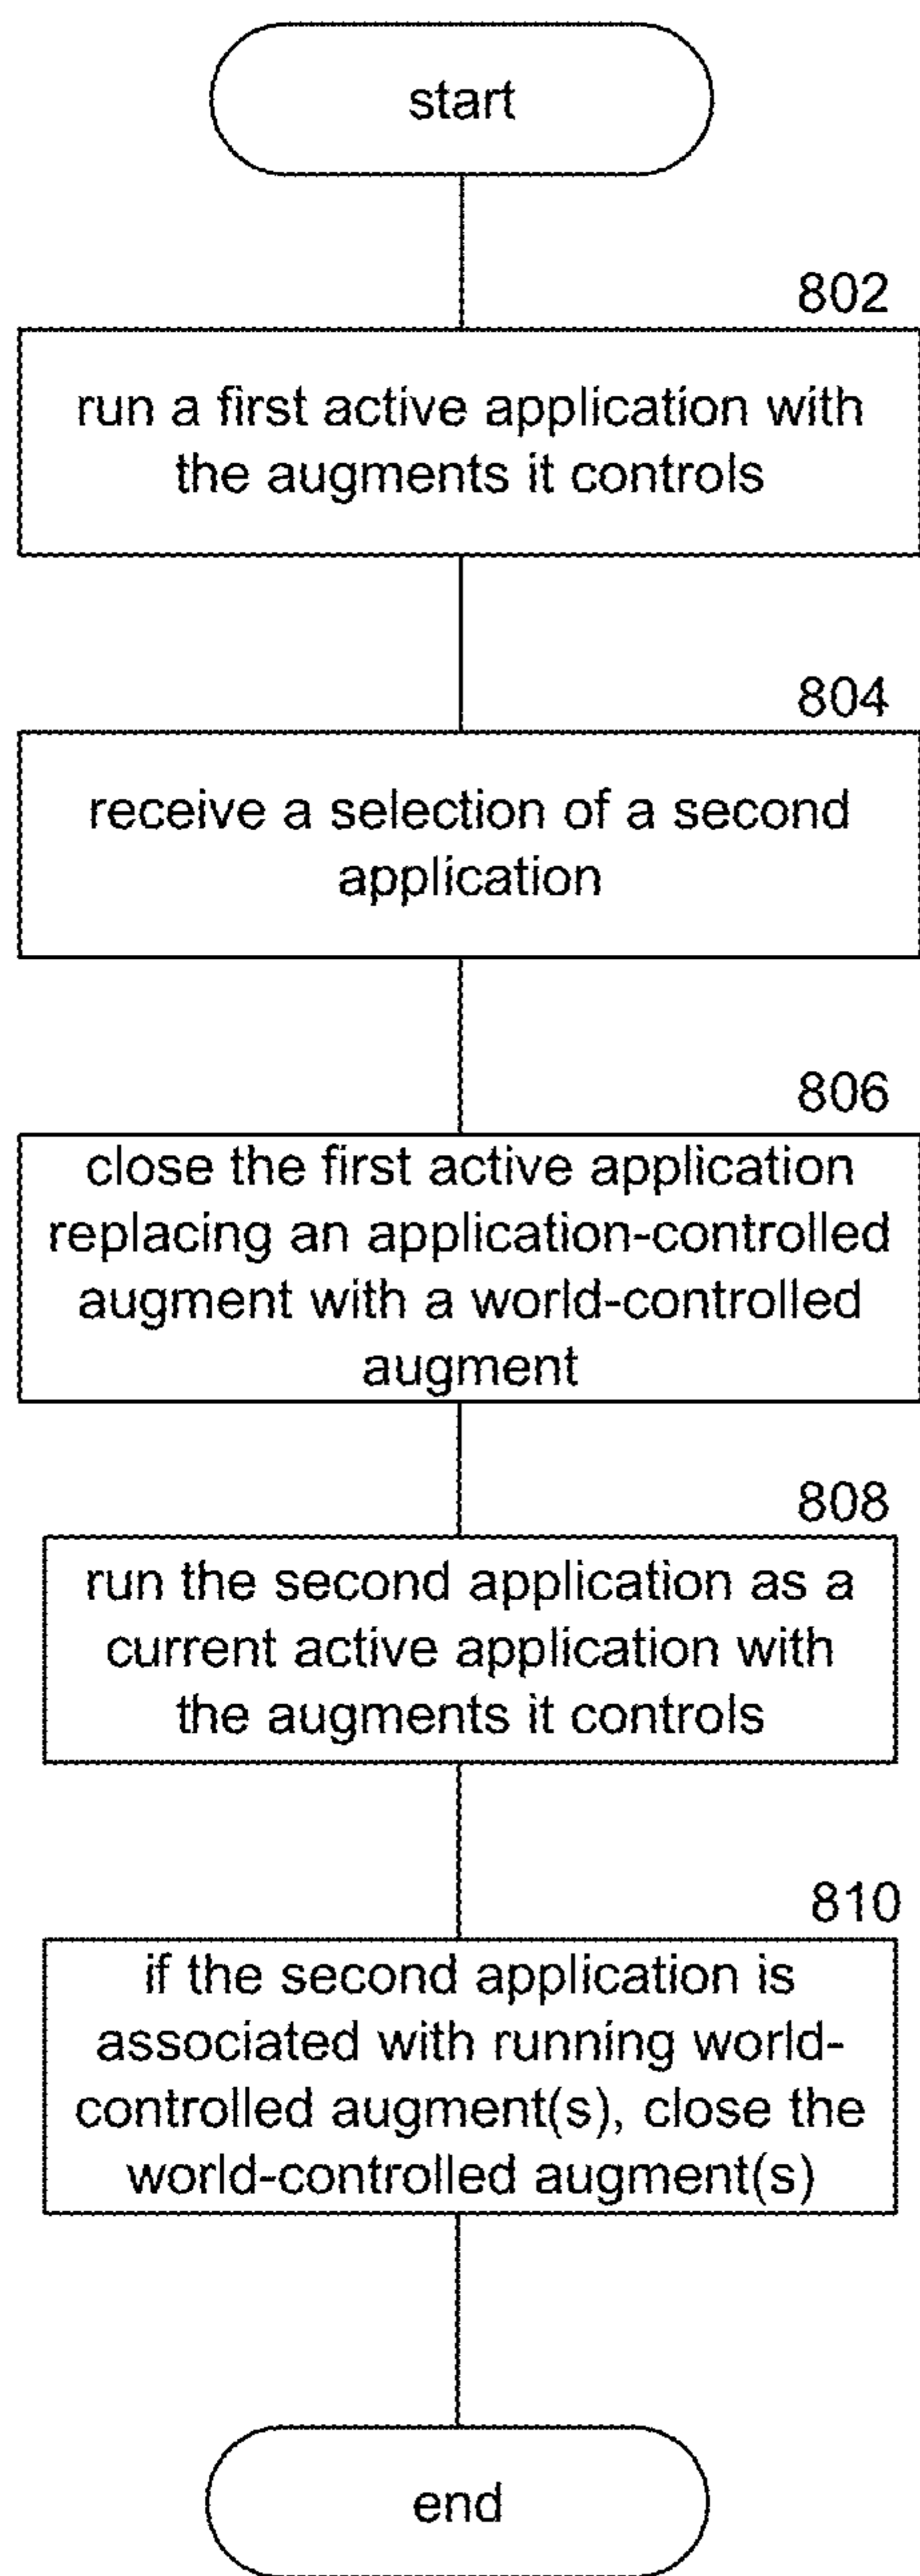 start
802
run a first active application with
the augments it controls
804
receive a selection of a second
application
806
close the first active application
replacing an application-controlled
augment with a world-controlled
augment
808
run the second application as a
current active application with
the augments it controls
810
if the second application is
associated with running world-
controlled augment(s), close the
world-controlled augment(s)
end